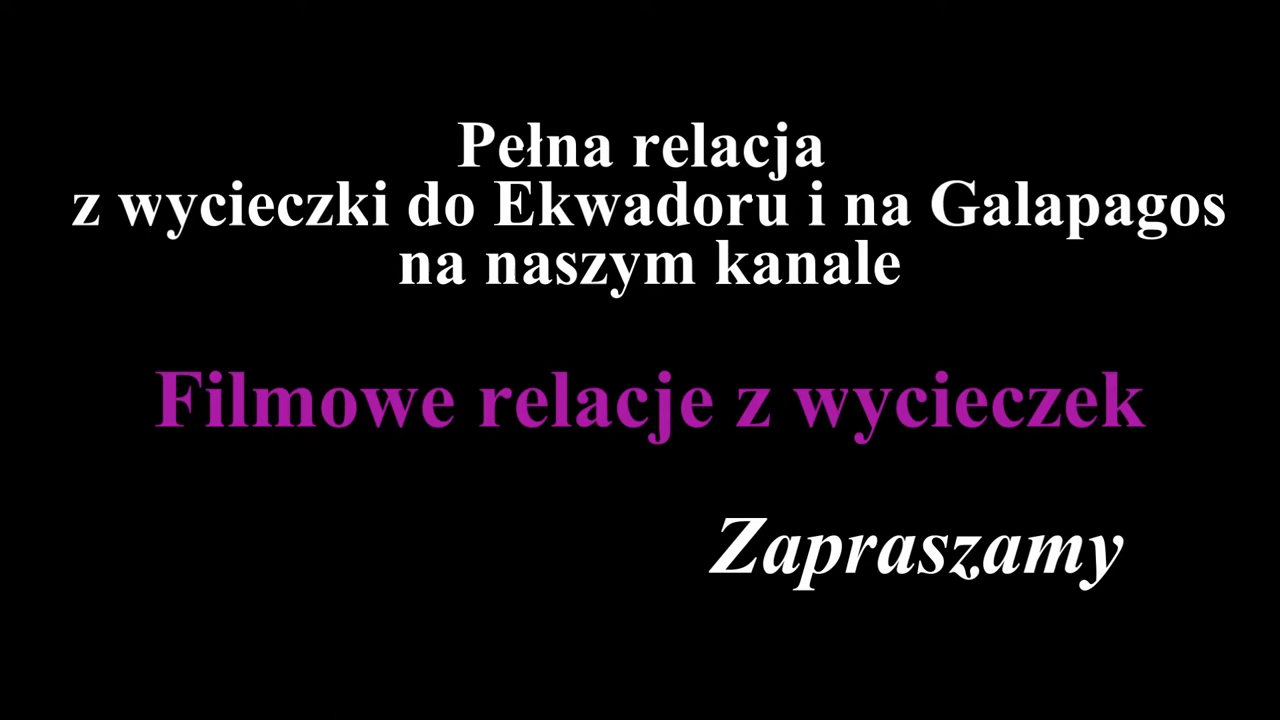 Pełna relacja
z wycieczki do Ekwadoru i na Galapagos
na naszym kanale
Filmowe relacje z wycieczek
Zapraszamy